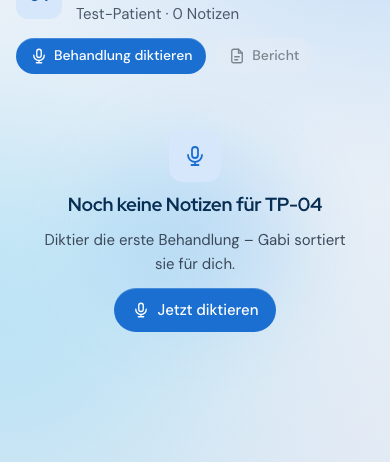 Test-Patient · 0 Notizen
Behandlung diktieren
Bericht
Noch keine Notizen für TP-04
Diktier die erste Behandlung – Gabi sortiert
sie für dich.
Jetzt diktieren